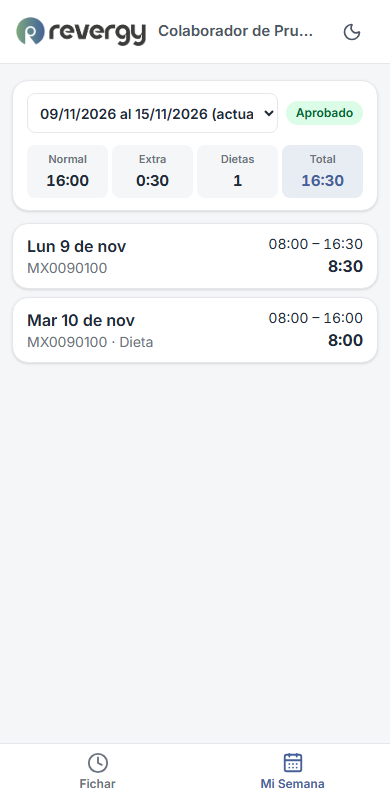 revergy Colaborador de Pru...
09/11/2026 al 15/11/2026 (actua
Aprobado
Normal Extra Dietas Total
16:00 0:30 1 16:30
Lun 9 de nov 08:00 – 16:30
MX0090100 8:30
Mar 10 de nov 08:00 – 16:00
MX0090100 · Dieta 8:00
Fichar Mi Semana